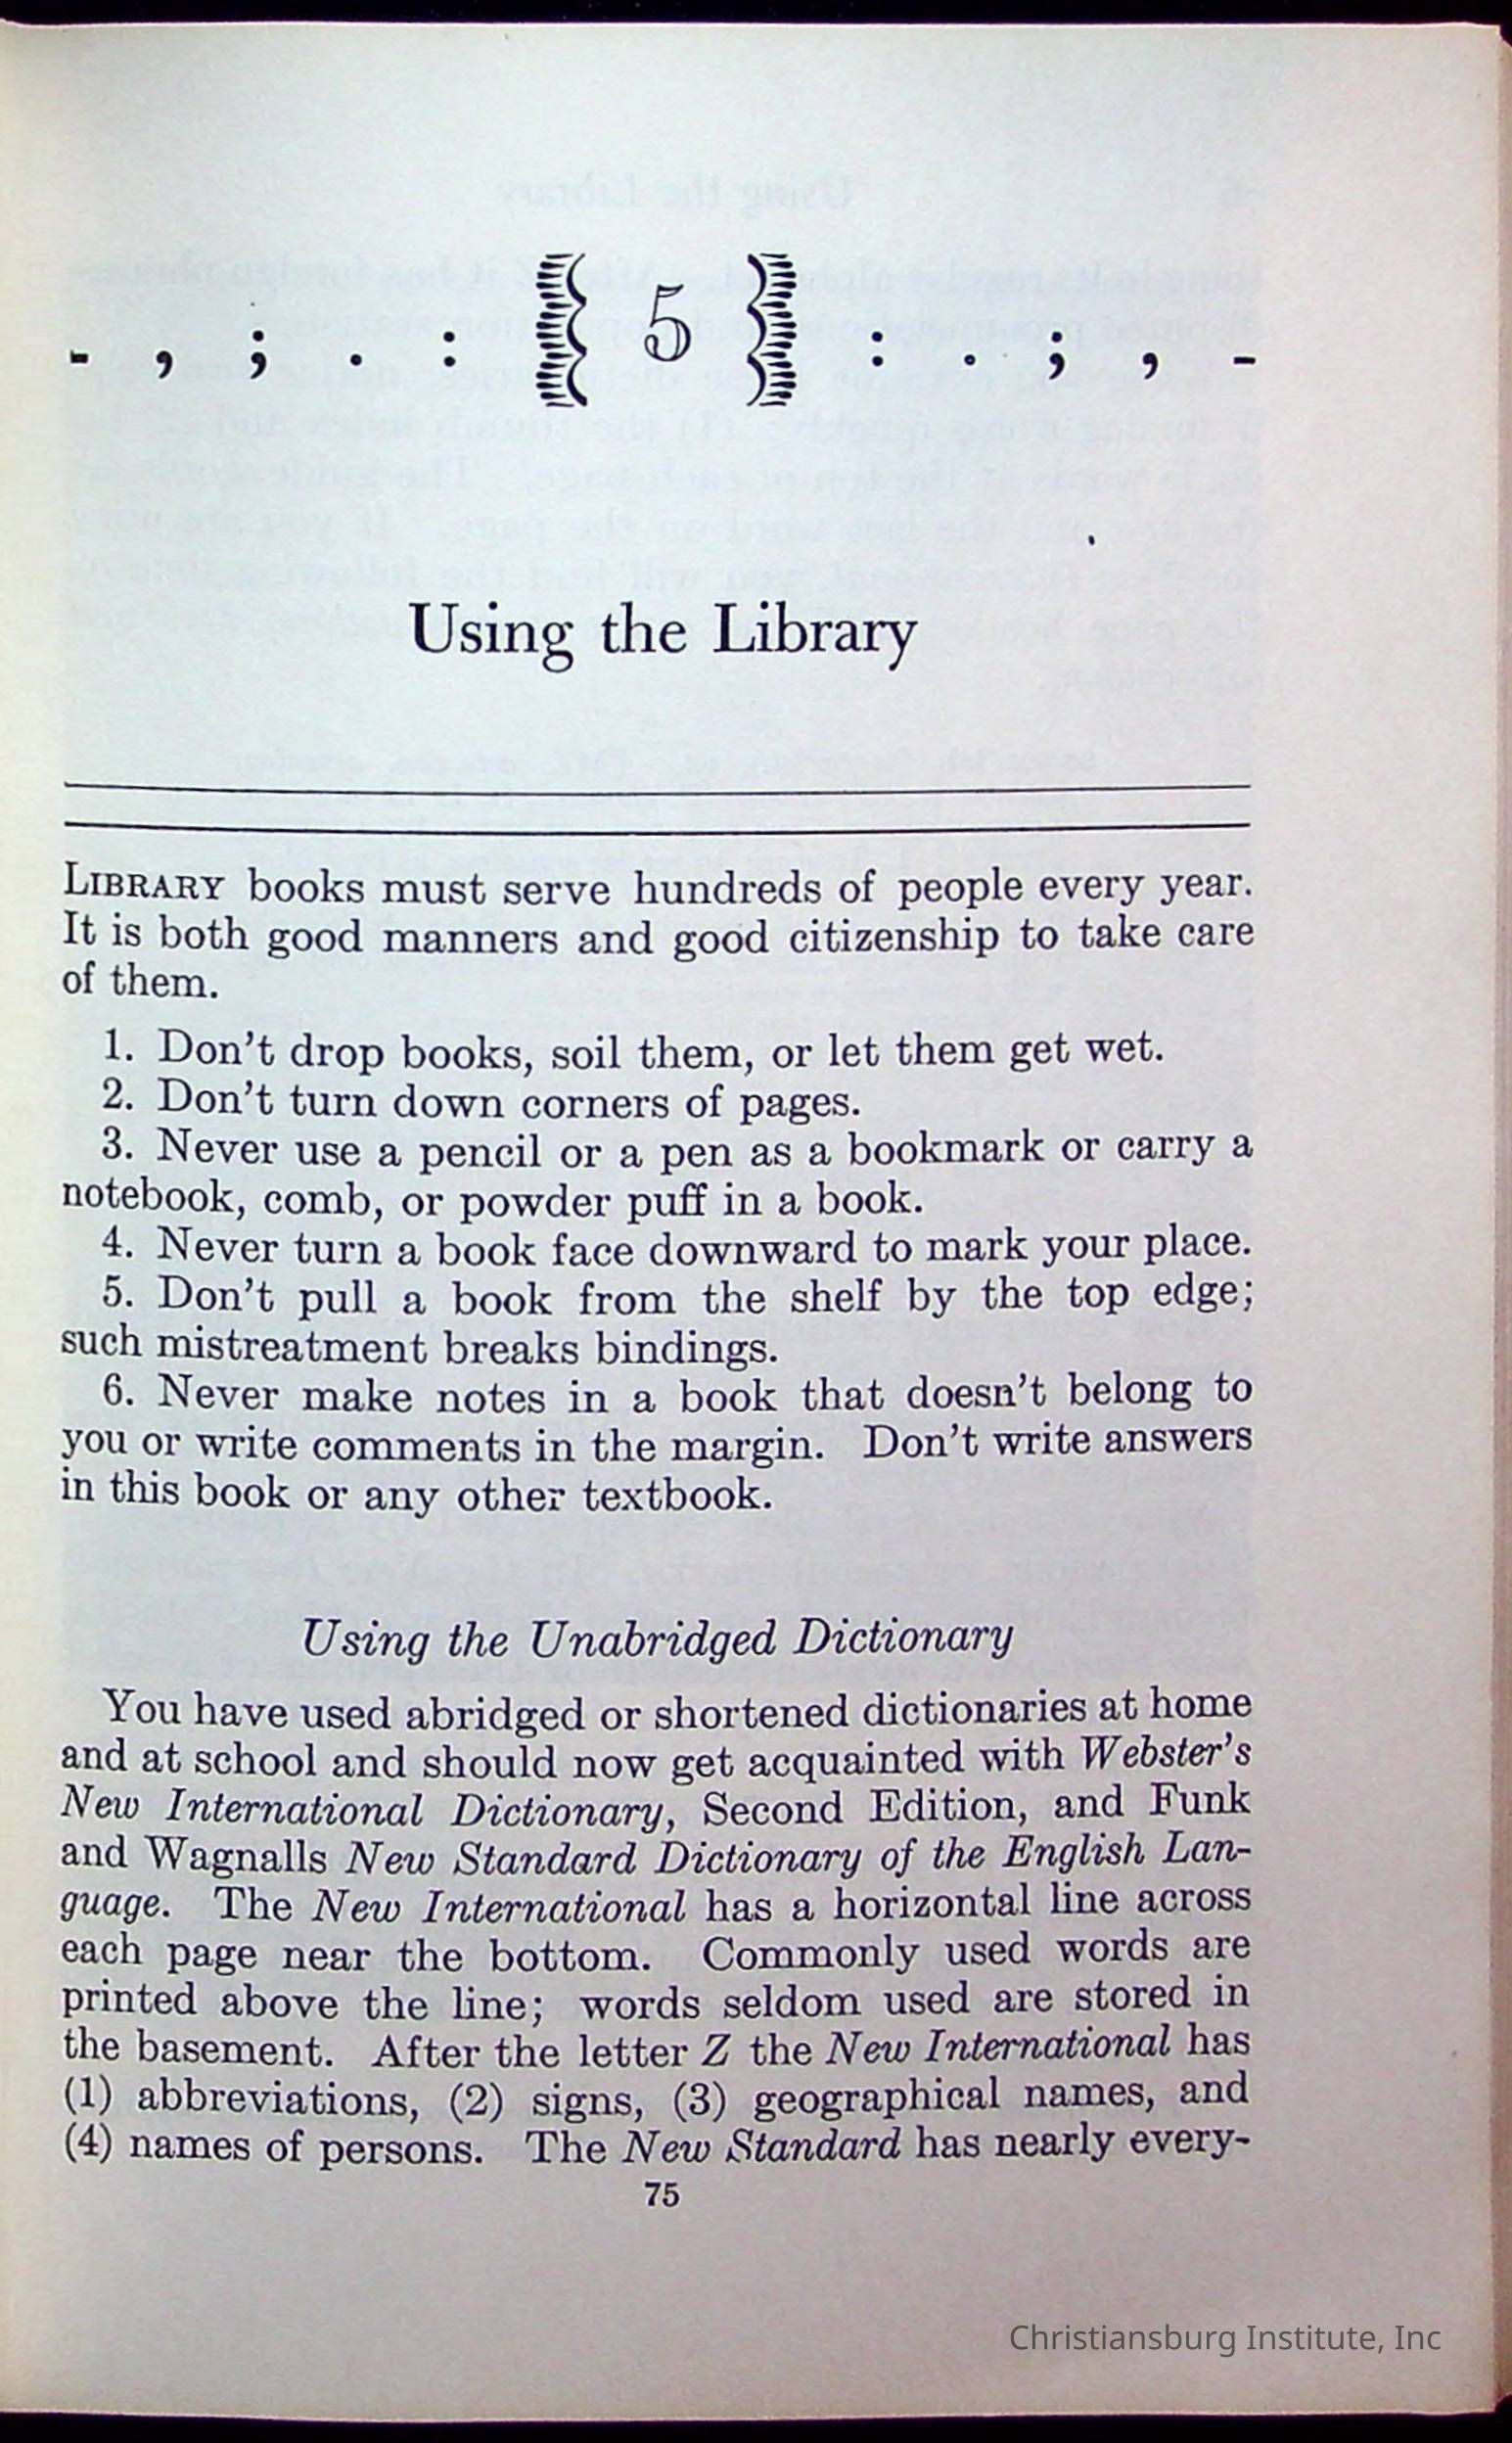 - , ; . : { 5 } : . ; , -
Using the Library
LIBRARY books must serve hundreds of people every year.
It is both good manners and good citizenship to take care
of them.
1. Don't drop books, soil them, or let them get wet.
2. Don't turn down corners of pages.
3. Never use a pencil or a pen as a bookmark or carry a
notebook, comb, or powder puff in a book.
4. Never turn a book face downward to mark your place.
5. Don't pull a book from the shelf by the top edge;
such mistreatment breaks bindings.
6. Never make notes in a book that doesn't belong to
you or write comments in the margin. Don't write answers
in this book or any other textbook.
Using the Unabridged Dictionary
You have used abridged or shortened dictionaries at home
and at school and should now get acquainted with Webster's
New International Dictionary, Second Edition, and Funk
and Wagnalls New Standard Dictionary of the English Lan-
guage. The New International has a horizontal line across
each page near the bottom. Commonly used words are
printed above the line; words seldom used are stored in
the basement. After the letter Z the New International has
(1) abbreviations, (2) signs, (3) geographical names, and
(4) names of persons. The New Standard has nearly every-
75
Christiansburg Institute, Inc